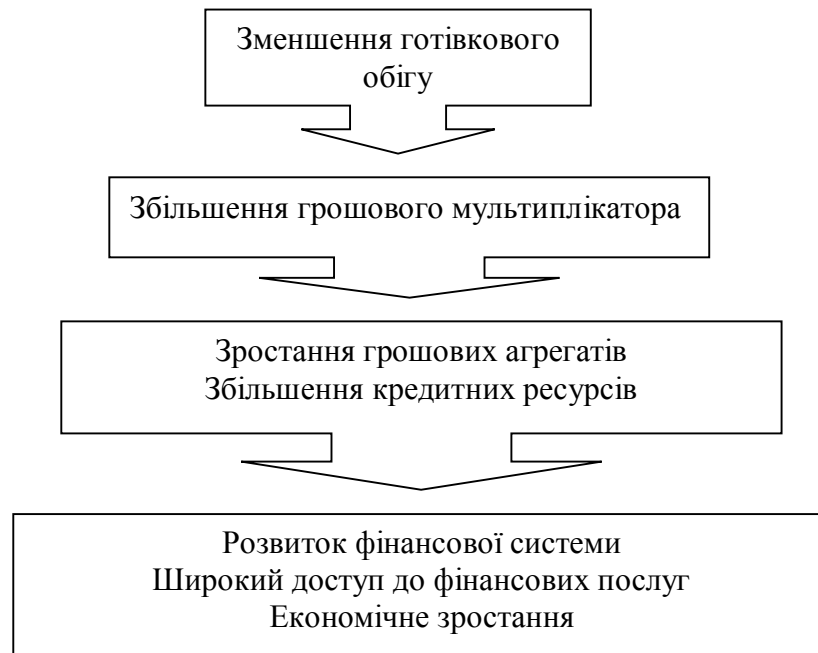 Зменшення готівкового
обігу
Збільшення грошового мультиплікатора
Зростання грошових агрегатів
Збільшення кредитних ресурсів
Розвиток фінансової системи
Широкий доступ до фінансових послуг
Економічне зростання